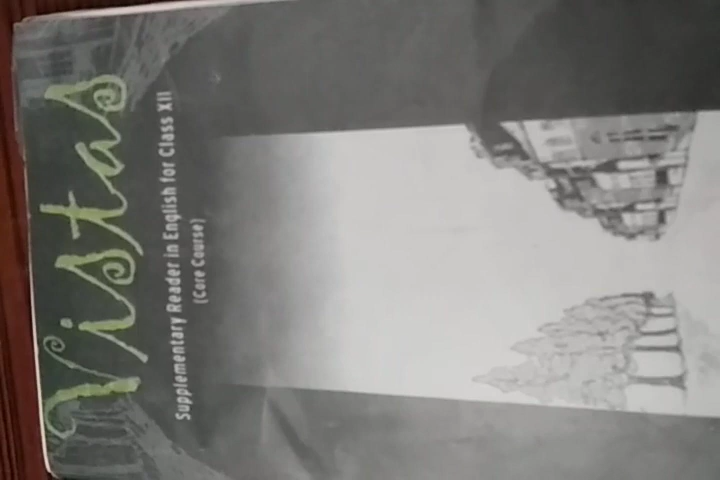 Vistas
Supplementary Reader in English for Class XII
(Core Course)